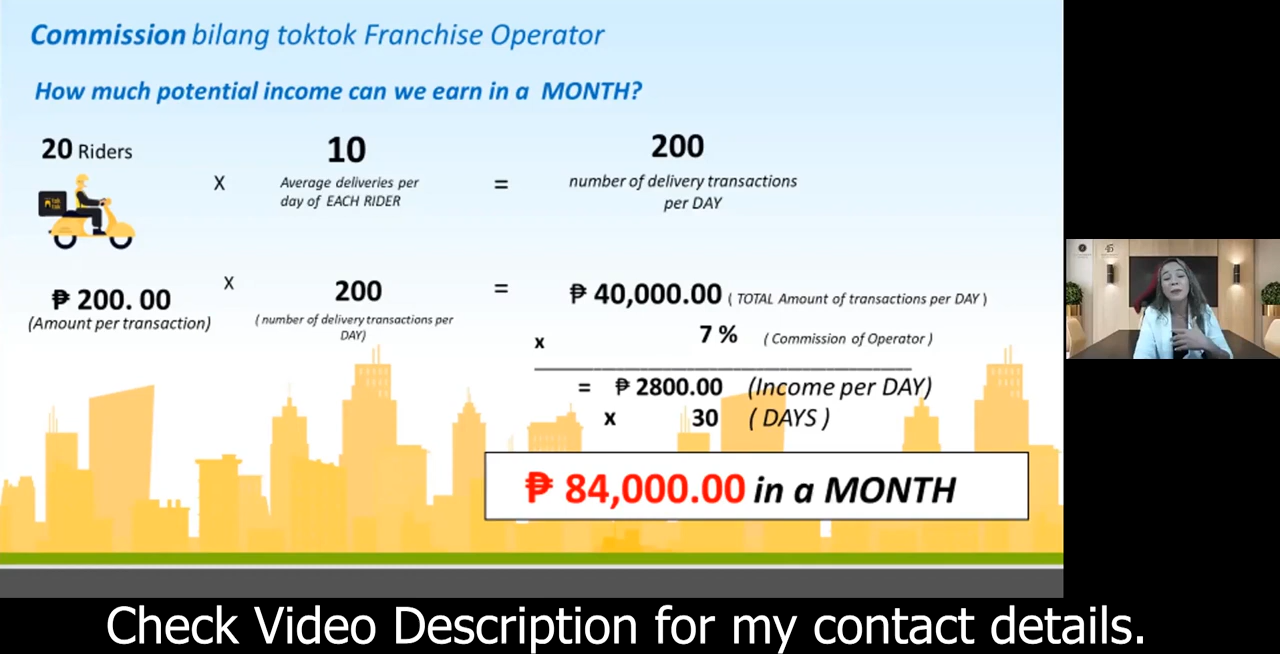 Commission bilang toktok Franchise Operator
How much potential income can we earn in a MONTH?
20 Riders
X
10
Average deliveries per
day of EACH RIDER
=
200
number of delivery transactions
per DAY
₱ 200. 00
(Amount per transaction)
X
200
( number of delivery transactions per
DAY)
=
₱ 40,000.00 ( TOTAL Amount of transactions per DAY )
x 7 % ( Commission of Operator )
= ₱ 2800.00 (Income per DAY)
x 30 ( DAYS )
₱ 84,000.00 in a MONTH
Check Video Description for my contact details.